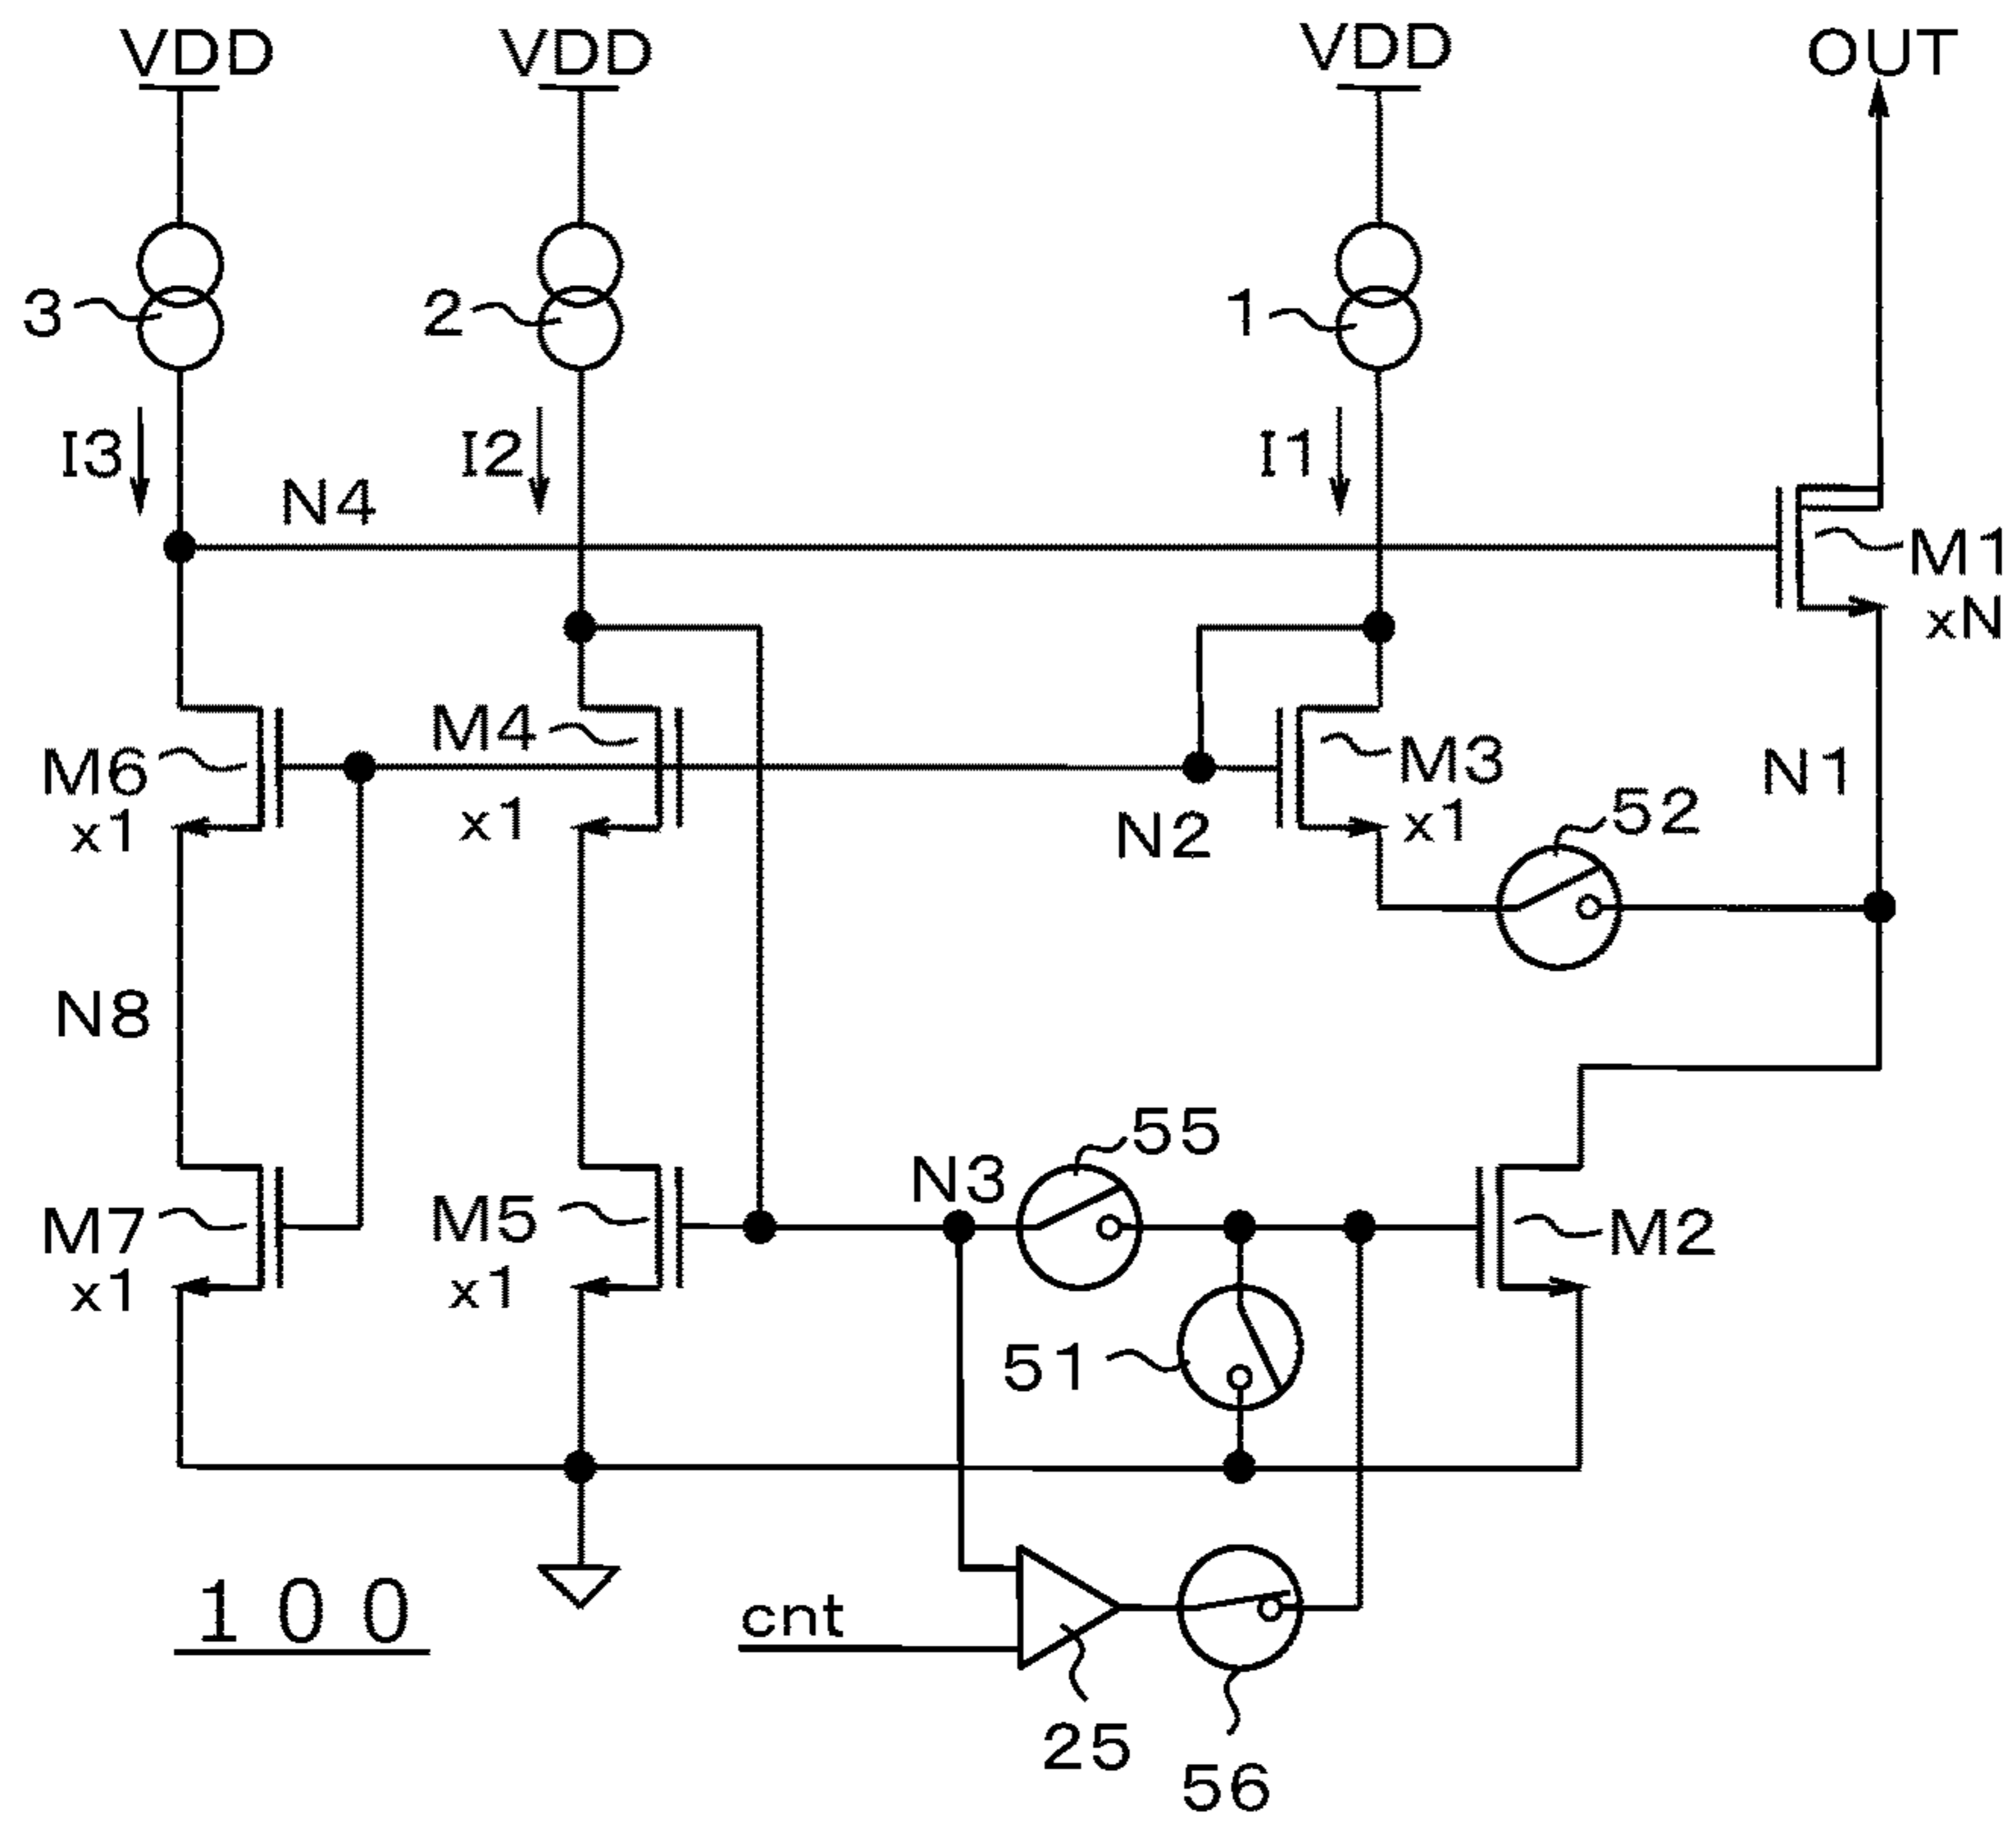 VDD VDD VDD OUT
3 2 1
I3 I2 I1
N4
M1
xN
M4 M3
M6 N1
x1 x1 x1
N2 52
N8
55
N3
M7 M5 M2
x1 x1
51
100
cnt
25
56